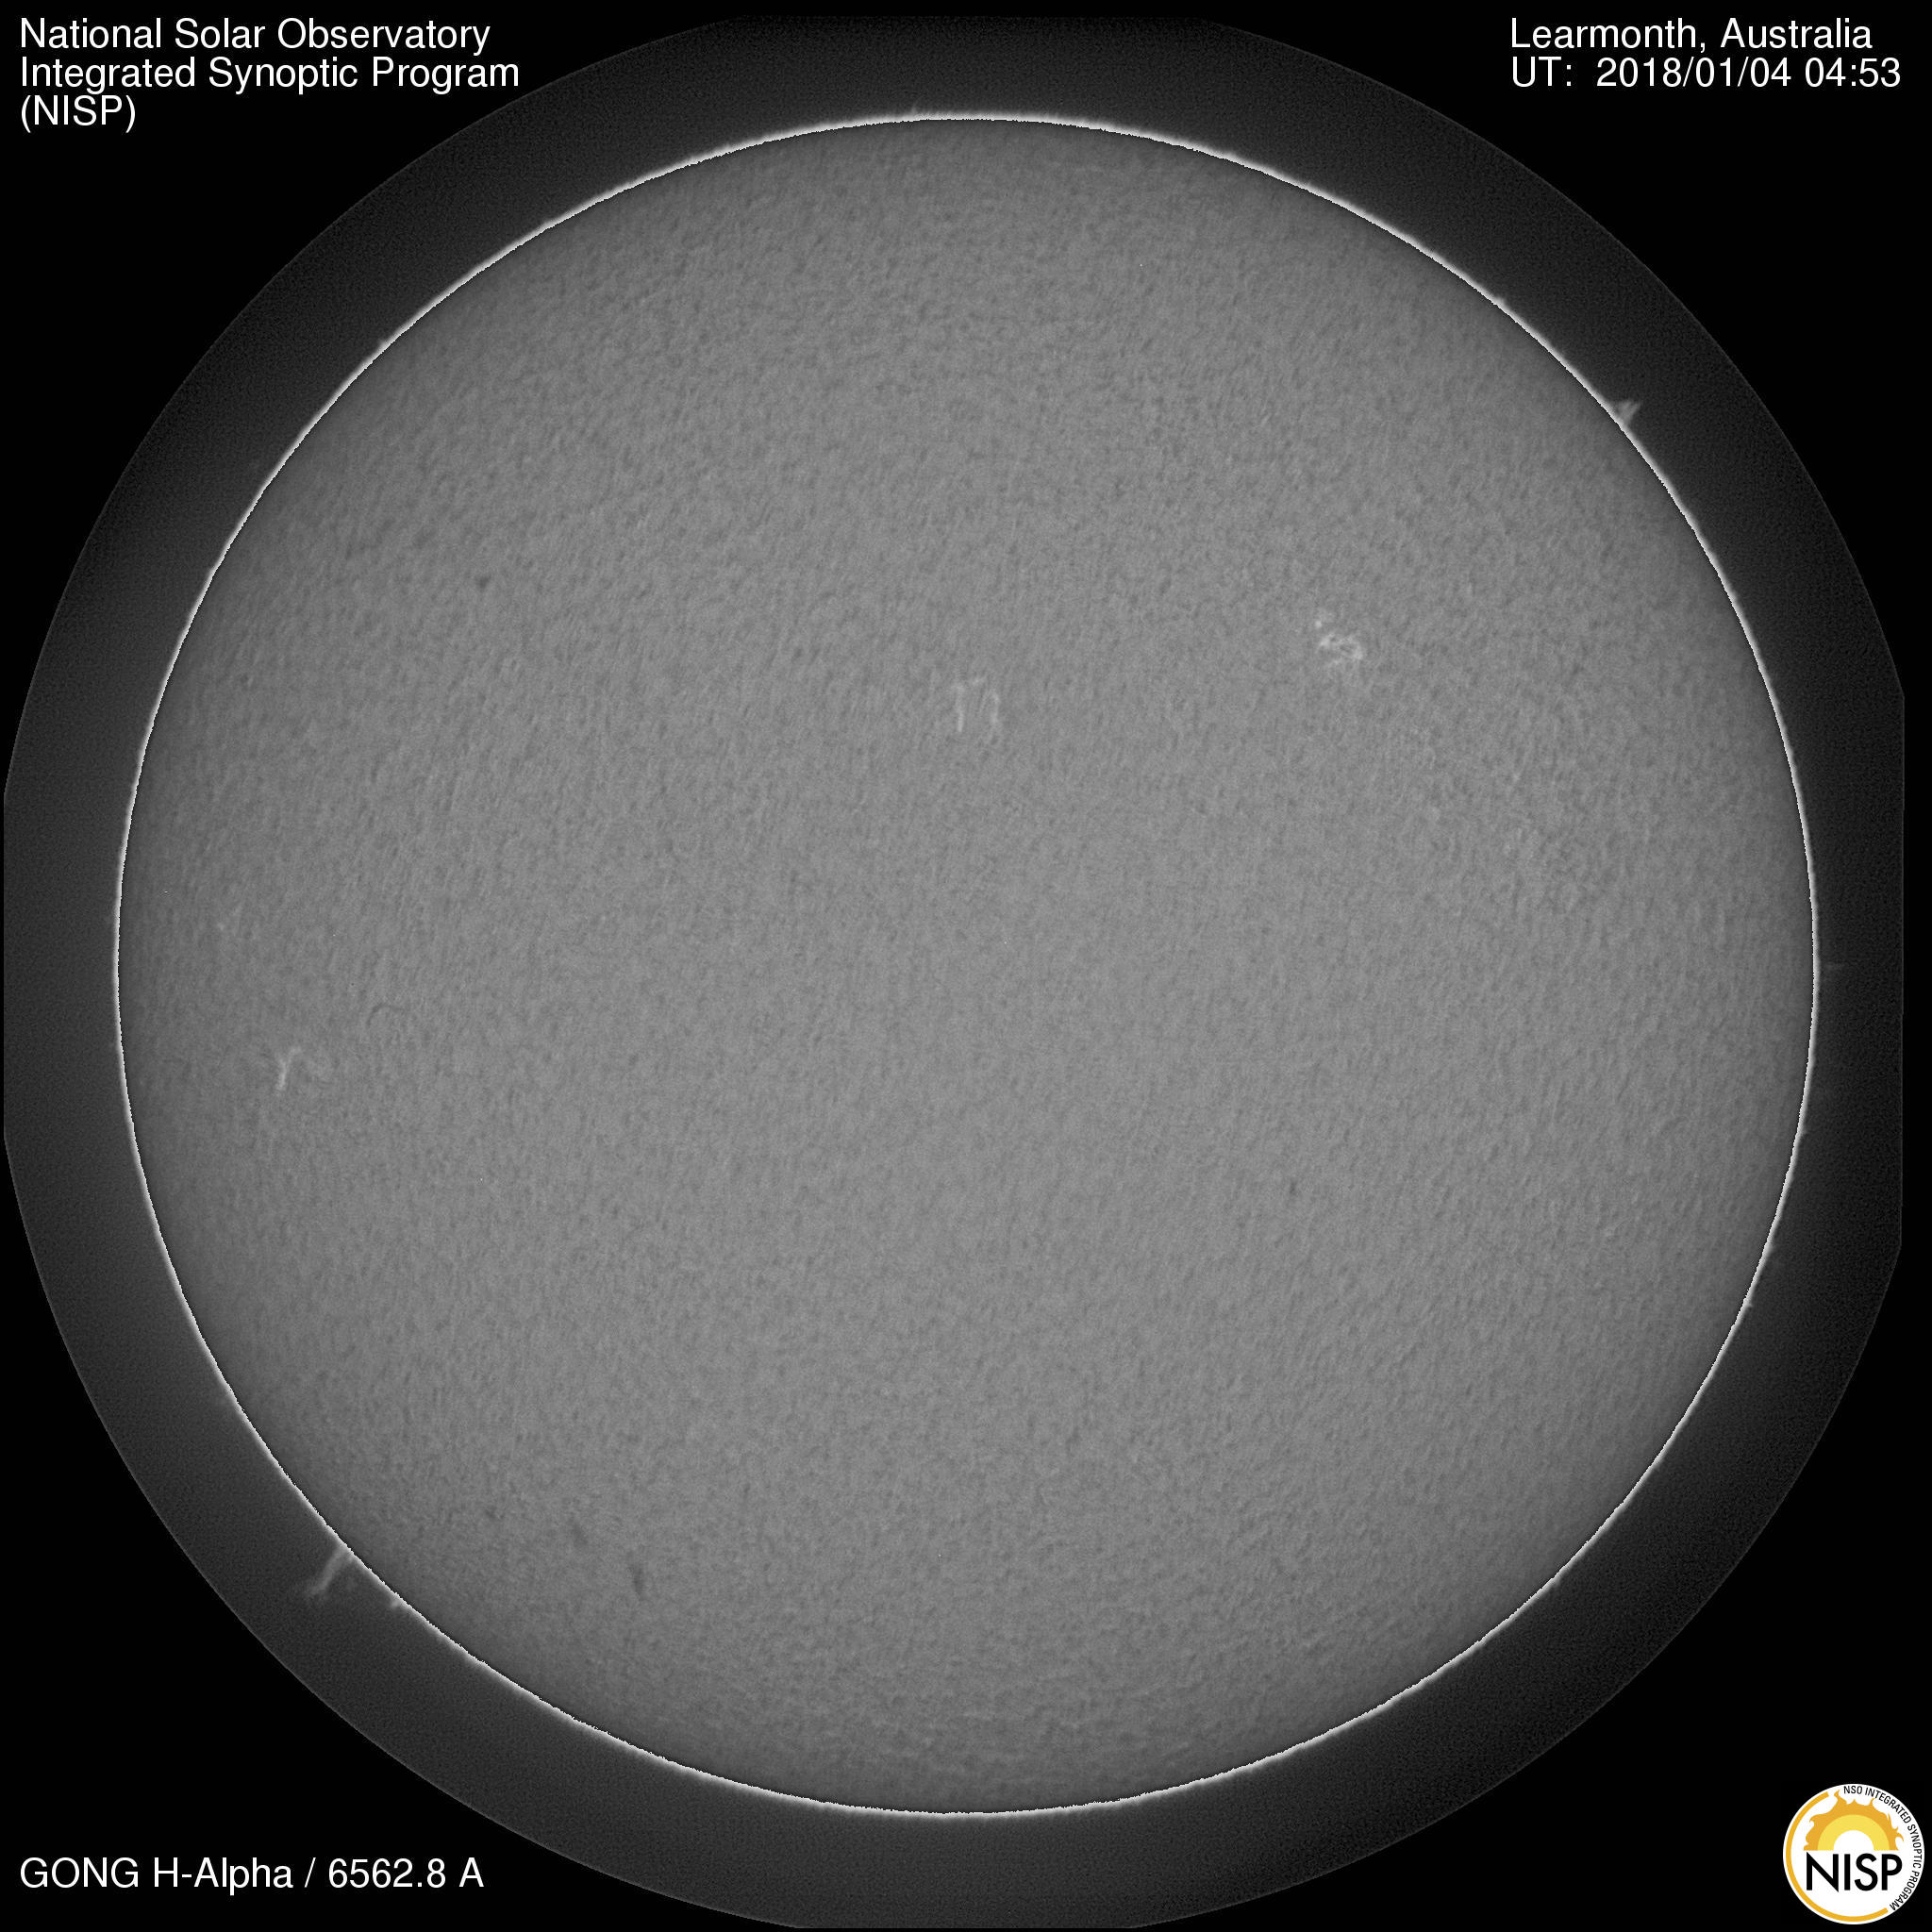 National Solar Observatory
Integrated Synoptic Program
(NISP)
Learmonth, Australia
UT: 2018/01/04 04:53
GONG H-Alpha / 6562.8 A
NSO INTEGRATED SYNOPTIC PROGRAM
NISP